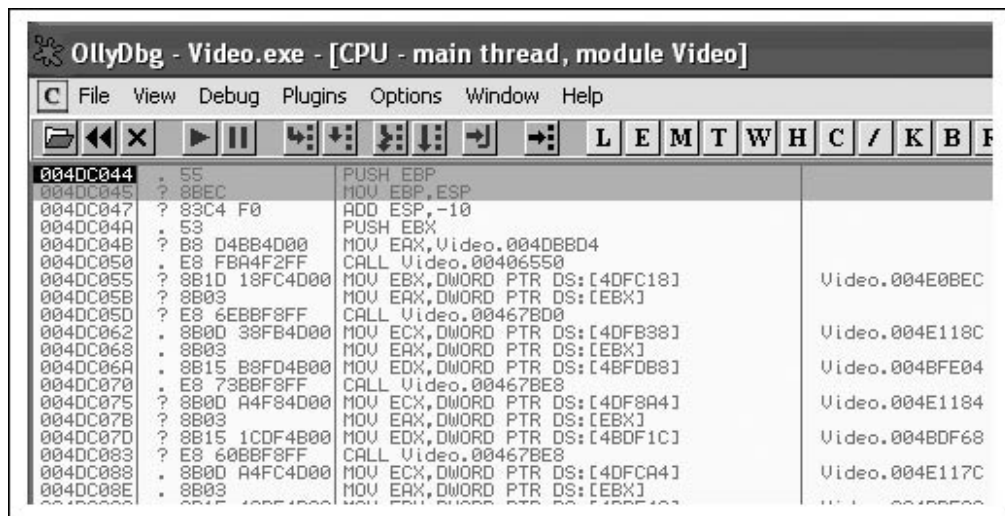 OllyDbg - Video.exe - [CPU - main thread, module Video]
C File View Debug Plugins Options Window Help
L E M T W H C / K B
004DC044 . 55 PUSH EBP
004DC045 ? 8BEC MOV EBP,ESP
004DC047 ? 83C4 F0 ADD ESP,-10
004DC04A . 53 PUSH EBX
004DC04B ? B8 D4BB4D00 MOV EAX,Video.004DBBD4
004DC050 . E8 FBA4F2FF CALL Video.00406550
004DC055 ? 8B1D 18FC4D00 MOV EBX,DWORD PTR DS:[4DFC18] Video.004E0BEC
004DC05B ? 8B03 MOV EAX,DWORD PTR DS:[EBX]
004DC05D ? E8 6EBBF8FF CALL Video.00467BD0
004DC062 . 8B0D 38FB4D00 MOV ECX,DWORD PTR DS:[4DFB38] Video.004E118C
004DC068 . 8B03 MOV EAX,DWORD PTR DS:[EBX]
004DC06A . 8B15 B8FD4B00 MOV EDX,DWORD PTR DS:[4BFDB8] Video.004BFE04
004DC070 . E8 73BBF8FF CALL Video.00467BE8
004DC075 ? 8B0D A4F84D00 MOV ECX,DWORD PTR DS:[4DF8A4] Video.004E1184
004DC07B ? 8B03 MOV EAX,DWORD PTR DS:[EBX]
004DC07D ? 8B15 1CDF4B00 MOV EDX,DWORD PTR DS:[4BDF1C] Video.004BDF68
004DC083 ? E8 60BBF8FF CALL Video.00467BE8
004DC088 . 8B0D A4FC4D00 MOV ECX,DWORD PTR DS:[4DFCA4] Video.004E117C
004DC08E . 8B03 MOV EAX,DWORD PTR DS:[EBX]